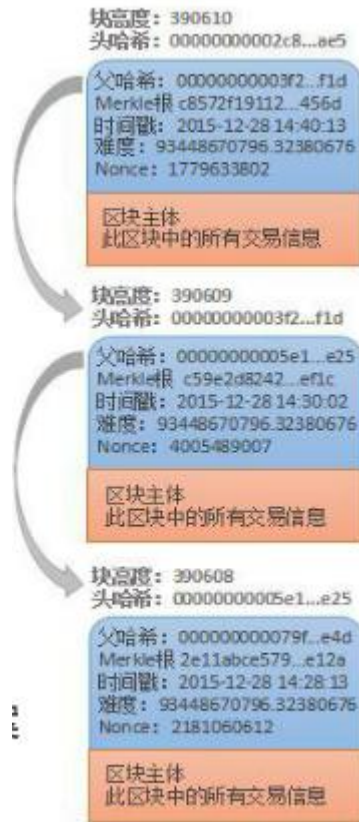 块高度：390610
头哈希：00000000002c8...ae5
父哈希：00000000003f2...f1d
Merkle根 c8572f19112...456d
时间戳：2015-12-28 14:40:13
难度：93448670796.32380676
Nonce：1779633802
区块主体
此区块中的所有交易信息
块高度：390609
头哈希：00000000003f2...f1d
父哈希：00000000005e1...e25
Merkle根 c59e2d8242...ef1c
时间戳：2015-12-28 14:30:02
难度：93448670796.32380676
Nonce：4005489007
区块主体
此区块中的所有交易信息
块高度：390608
头哈希：00000000005e1...e25
父哈希：000000000079f...e4d
Merkle根 2e11abce579...e12a
时间戳：2015-12-28 14:28:13
难度：93448670796.32380676
Nonce：2181060612
区块主体
此区块中的所有交易信息